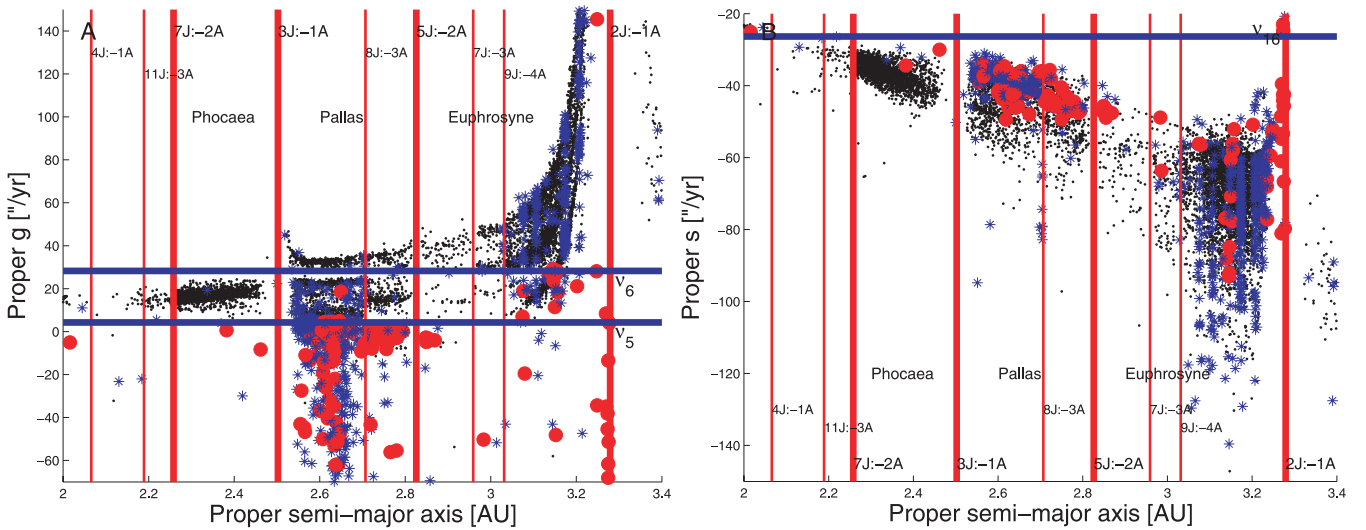 A
7J:−2A
3J:−1A
5J:−2A
2J:−1A
4J:−1A
8J:−3A
7J:−3A
11J:−3A
9J:−4A
Phocaea
Pallas
Euphrosyne
ν6
ν5
140
120
100
80
60
40
20
0
−20
−40
−60
Proper g ["/yr]
2
2.2
2.4
2.6
2.8
3
3.2
3.4
Proper semi−major axis [AU]
B
ν16
Phocaea
Pallas
Euphrosyne
4J:−1A
8J:−3A
7J:−3A
11J:−3A
9J:−4A
7J:−2A
3J:−1A
5J:−2A
2J:−1A
−20
−40
−60
−80
−100
−120
−140
−150
Proper s ["/yr]
2
2.2
2.4
2.6
2.8
3
3.2
3.4
Proper semi−major axis [AU]